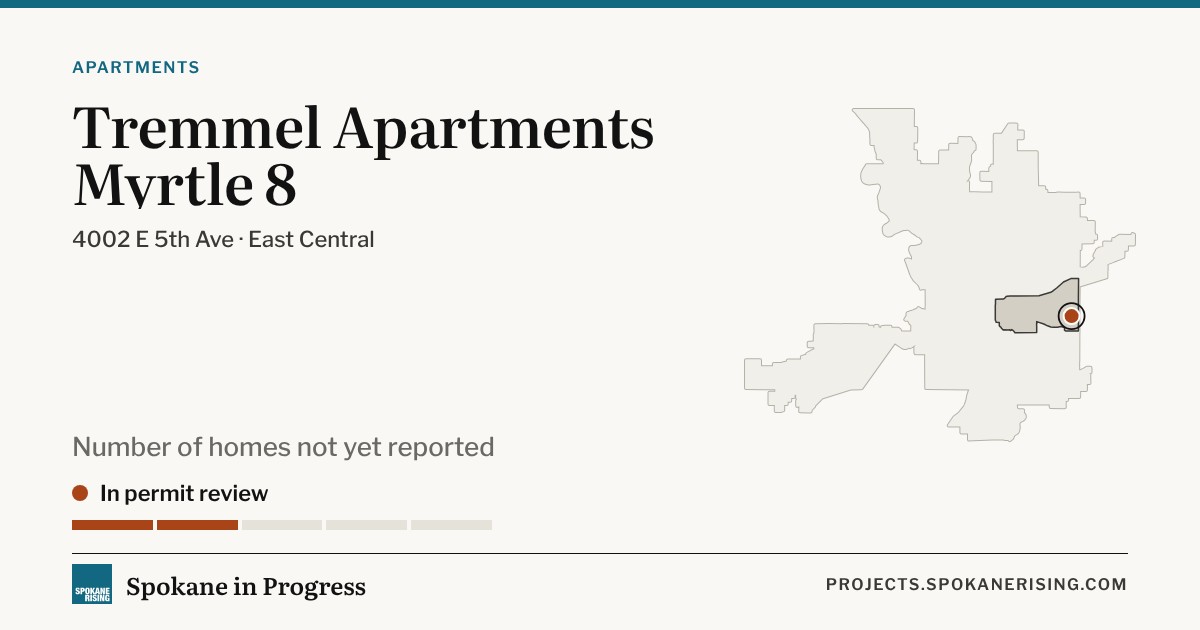 APARTMENTS
Tremmel Apartments
Myrtle 8
4002 E 5th Ave · East Central
Number of homes not yet reported
In permit review
SPOKANE
RISING
Spokane in Progress
PROJECTS.SPOKANERISING.COM